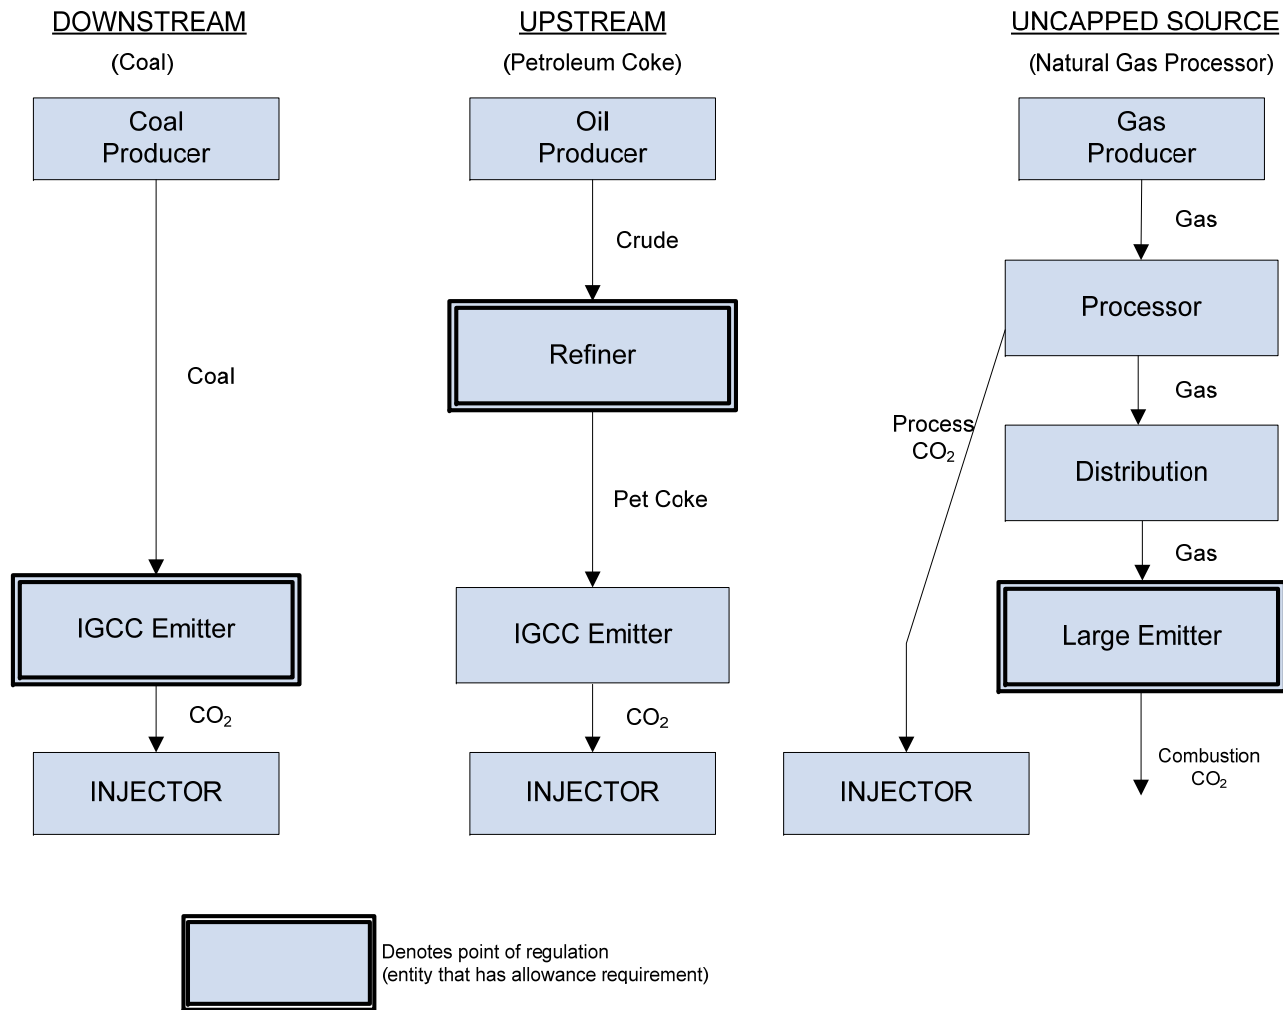 DOWNSTREAM
(Coal)
Coal
Producer
Coal
IGCC Emitter
CO₂
INJECTOR
UPSTREAM
(Petroleum Coke)
Oil
Producer
Crude
Refiner
Pet Coke
IGCC Emitter
CO₂
INJECTOR
UNCAPPED SOURCE
(Natural Gas Processor)
Gas
Producer
Gas
Processor
Gas
Process
CO₂
Distribution
Gas
Large Emitter
Combustion
CO₂
INJECTOR
Denotes point of regulation
(entity that has allowance requirement)